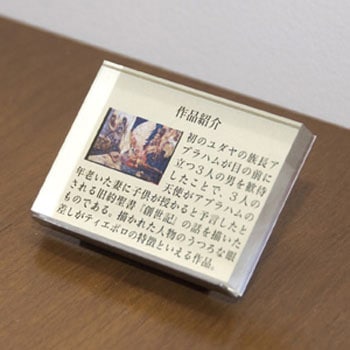 作品紹介
初のユダヤの族長ア
ブラハムが目の前に
立つ3人の男を歓待
したことで、3人の
天使がアブラハムの
年老いた妻に子供が授かると予言したと
される旧約聖書『創世記』の話を描いた
ものである。描かれた人物のうつろな眼
差しがティエポロの特徴といえる作品。